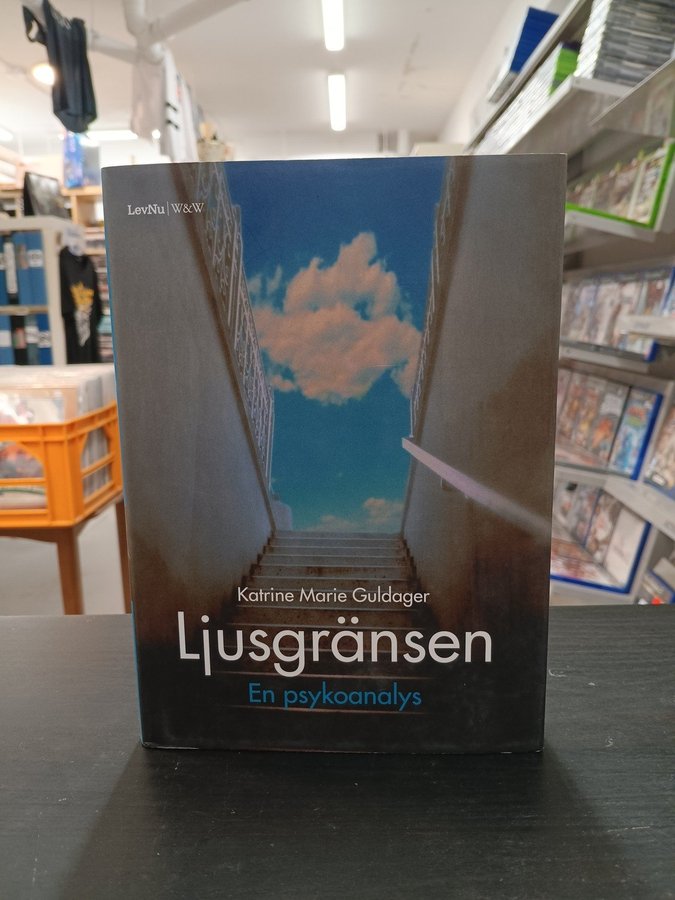 LevNu | W&W
Katrine Marie Guldager
Ljusgränsen
En psykoanalys